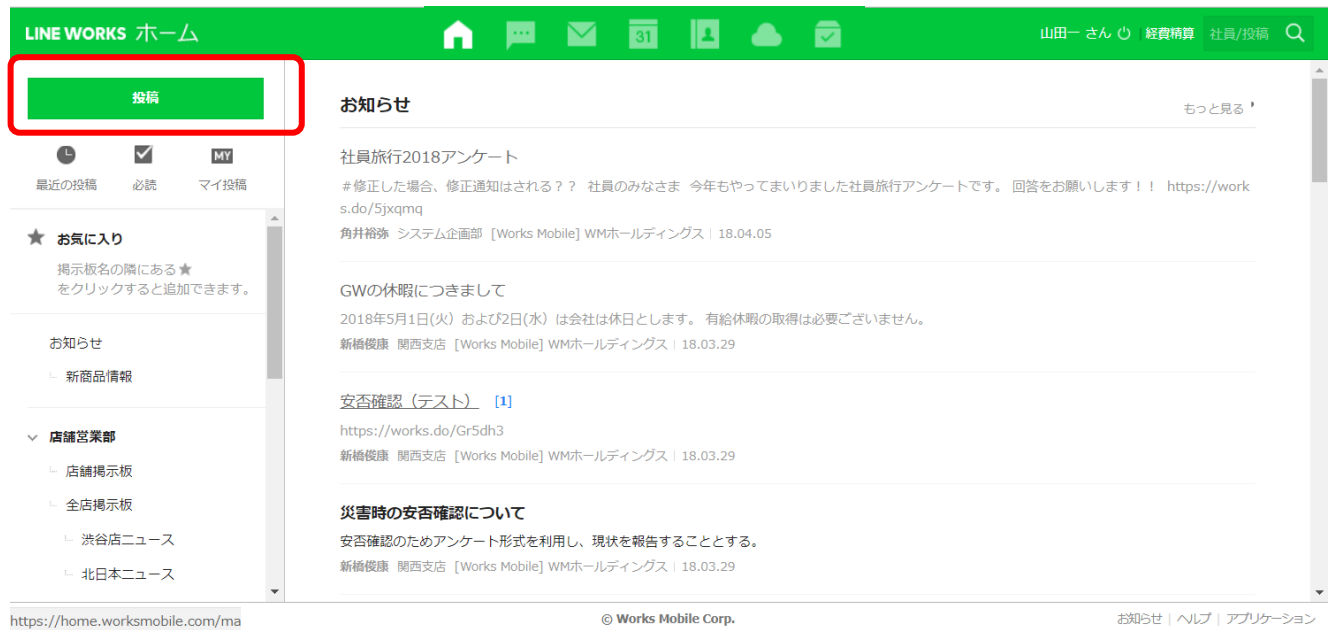 LINE WORKS ホーム
31
山田一 さん
経費精算
社員/投稿
投稿
最近の投稿
必読
MY
マイ投稿
お気に入り
掲示板名の隣にある★
をクリックすると追加できます。
お知らせ
新商品情報
店舗営業部
店舗掲示板
全店掲示板
渋谷店ニュース
北日本ニュース
お知らせ
もっと見る
社員旅行2018アンケート
#修正した場合、修正通知はされる?? 社員のみなさま 今年もやってまいりました社員旅行アンケートです。 回答をお願いします!! https://work
s.do/5jxqmq
角井裕弥 システム企画部 [Works Mobile] WMホールディングス | 18.04.05
GWの休暇につきまして
2018年5月1日(火)および2日(水)は会社は休日とします。 有給休暇の取得は必要ございません。
新橋俊康 関西支店 [Works Mobile] WMホールディングス | 18.03.29
安否確認(テスト) [1]
https://works.do/Gr5dh3
新橋俊康 関西支店 [Works Mobile] WMホールディングス | 18.03.29
災害時の安否確認について
安否確認のためアンケート形式を利用し、現状を報告することとする。
新橋俊康 関西支店 [Works Mobile] WMホールディングス | 18.03.29
https://home.worksmobile.com/ma
© Works Mobile Corp.
お知らせ | ヘルプ | アプリケーション